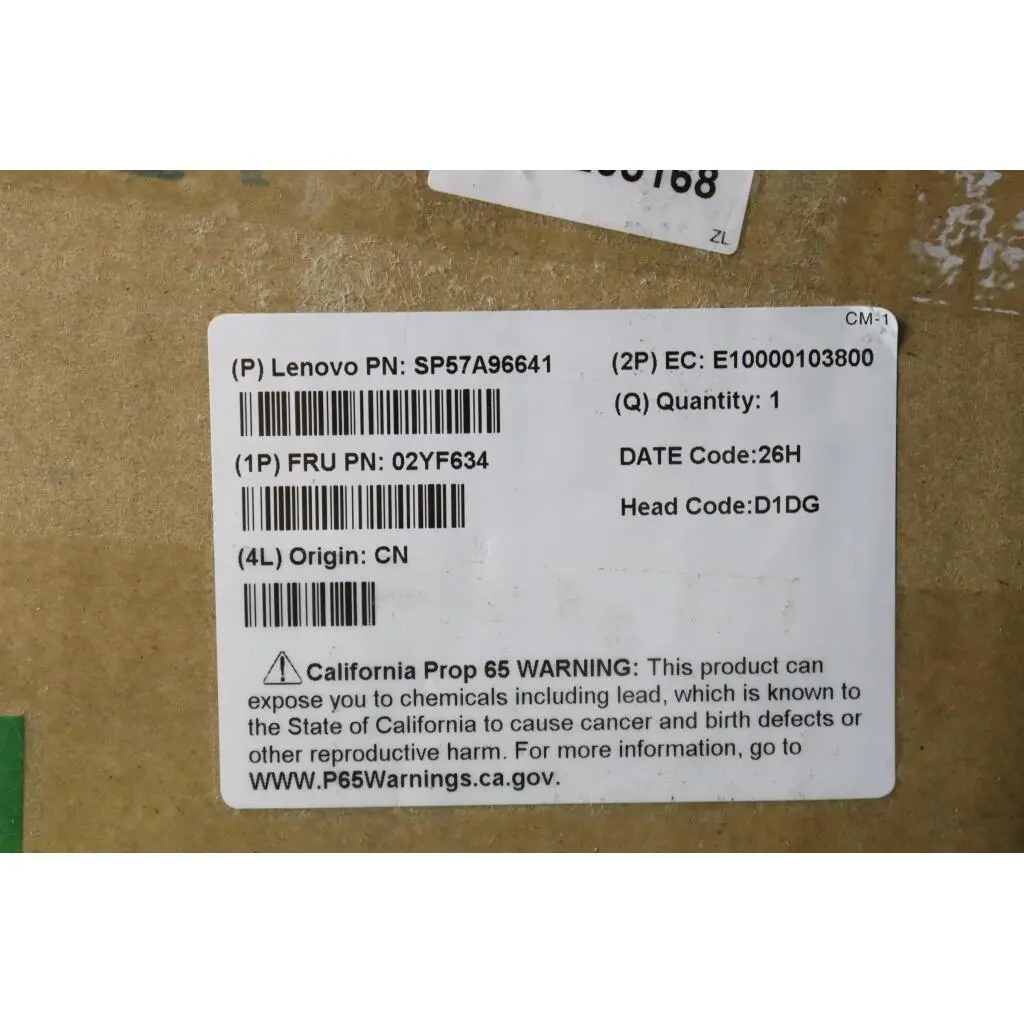 168
ZL
CM-1
(P) Lenovo PN: SP57A96641
(2P) EC: E10000103800
(Q) Quantity: 1
(1P) FRU PN: 02YF634
DATE Code:26H
Head Code:D1DG
(4L) Origin: CN
California Prop 65 WARNING: This product can
expose you to chemicals including lead, which is known to
the State of California to cause cancer and birth defects or
other reproductive harm. For more information, go to
WWW.P65Warnings.ca.gov.